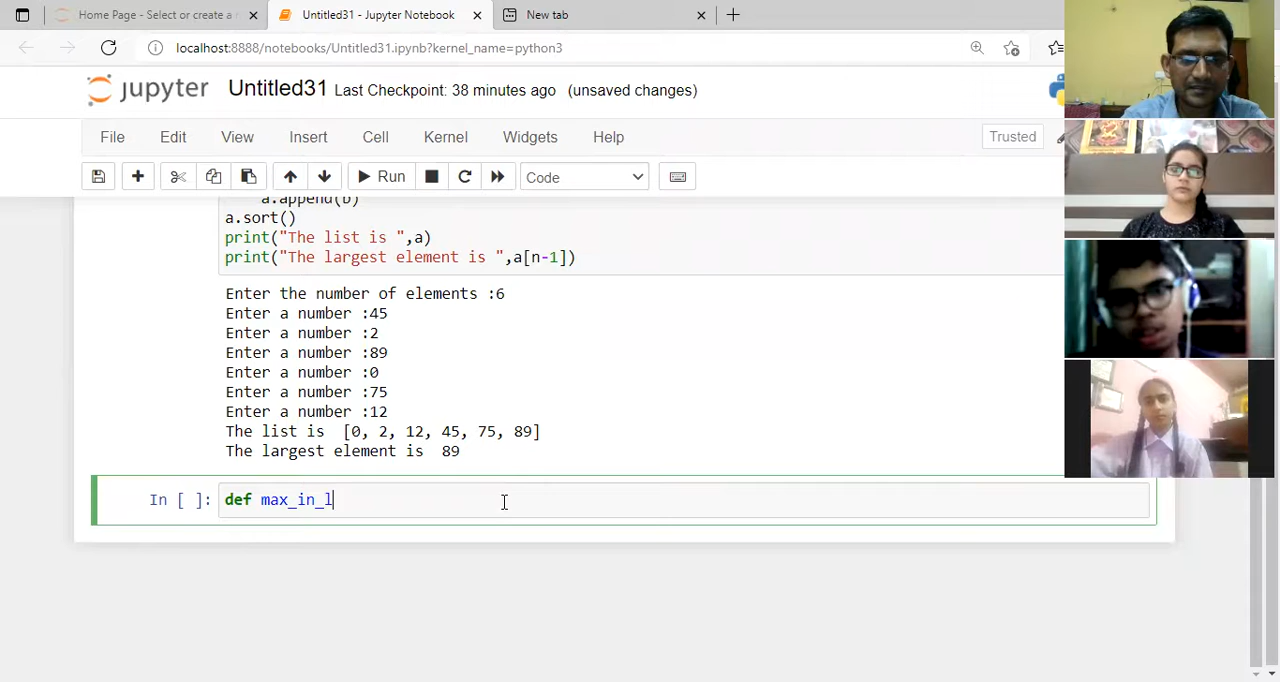 Home Page - Select or create a
Untitled31 - Jupyter Notebook
New tab
localhost:8888/notebooks/Untitled31.ipynb?kernel_name=python3
jupyter Untitled31 Last Checkpoint: 38 minutes ago (unsaved changes)
File Edit View Insert Cell Kernel Widgets Help Trusted
Run Code
a.append(b)
a.sort()
print("The list is ",a)
print("The largest element is ",a[n-1])
Enter the number of elements :6
Enter a number :45
Enter a number :2
Enter a number :89
Enter a number :0
Enter a number :75
Enter a number :12
The list is  [0, 2, 12, 45, 75, 89]
The largest element is  89
In [ ]: def max_in_l